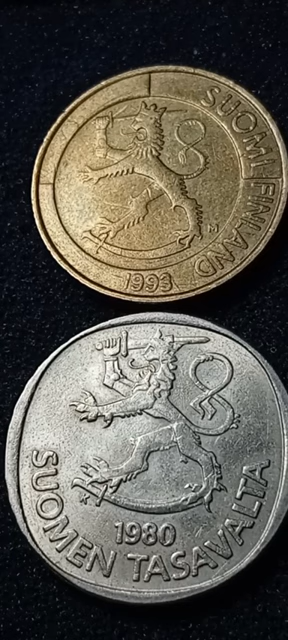 SUOMI FINLAND
1993
M
1980
SUOMEN TASAVALTA